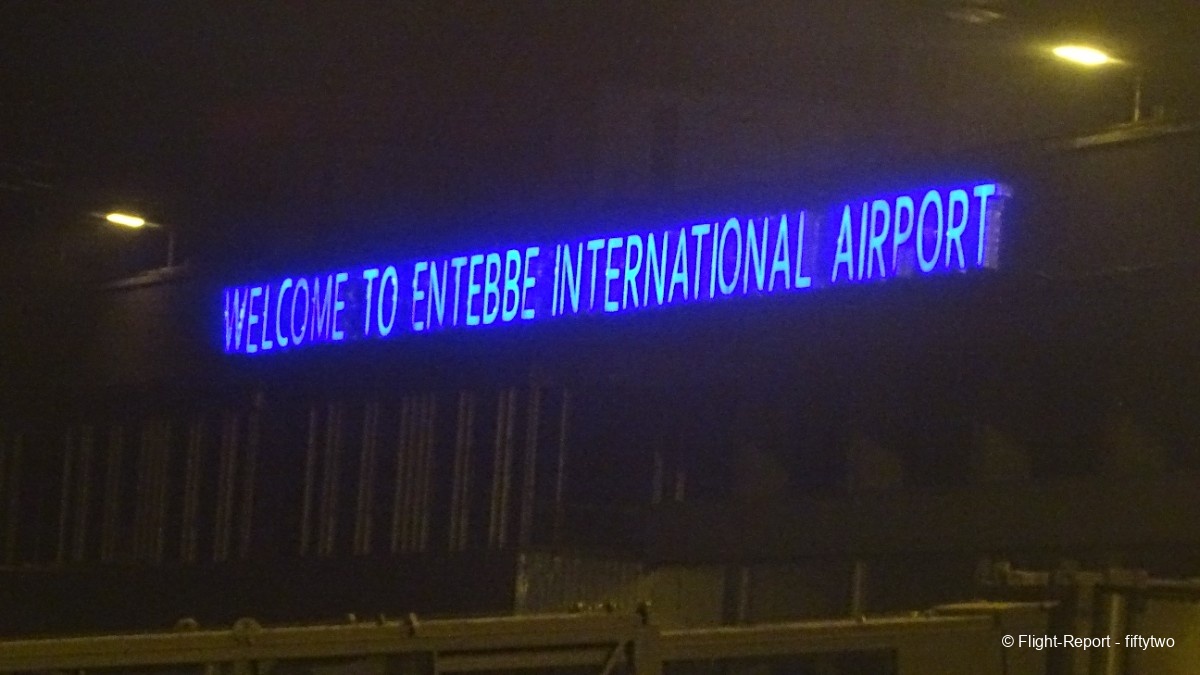 WELCOME TO ENTEBBE INTERNATIONAL AIRPORT
© Flight-Report - fiftytwo